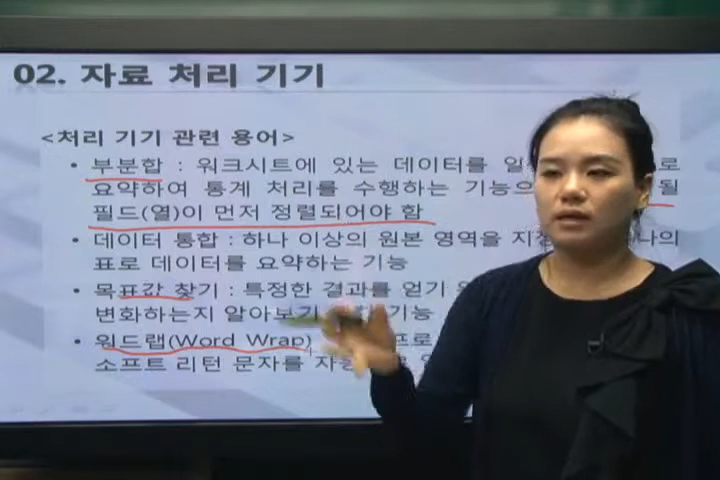 02. 자료 처리 기기
<처리 기기 관련 용어>
• 부분합 : 워크시트에 있는 데이터를 로
요약하여 통계 처리를 수행하는 기능으 될
필드(열)이 먼저 정렬되어야 함
• 데이터 통합 : 하나 이상의 원본 영역을 나의
표로 데이터를 요약하는 기능
• 목표값 찾기 : 특정한 결과를 얻기
변화하는지 알아보기 기능
• 워드랩(Word Wrap) 프로
소프트 리턴 문자를